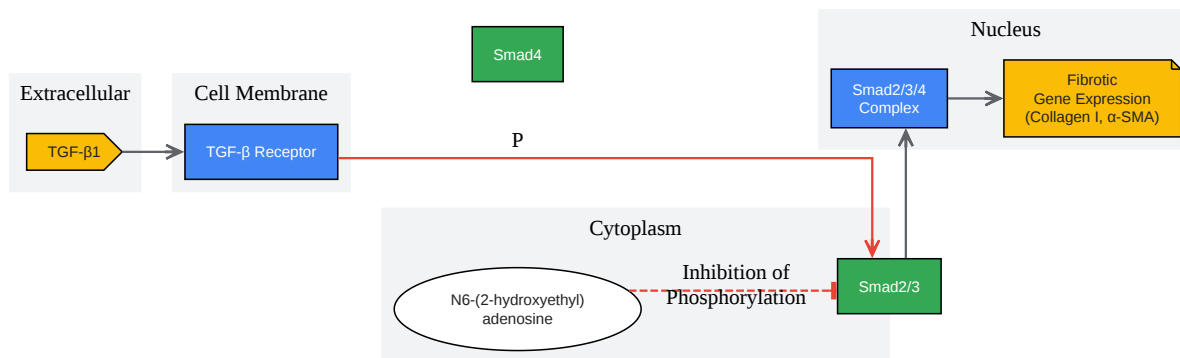 Smad4
Nucleus
Extracellular
Cell Membrane
Smad2/3/4
Complex
Fibrotic
Gene Expression
(Collagen I, α-SMA)
TGF-β1
TGF-β Receptor
P
Cytoplasm
Inhibition of
Phosphorylation
N6-(2-hydroxyethyl)
adenosine
Smad2/3